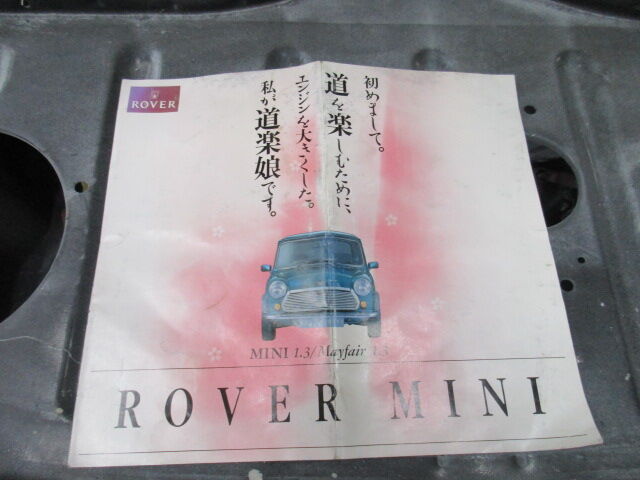 ROVER
初めまして。
道を楽しむために、
エンジンを大きくした。
私が道楽娘です。
MINI 1.3/Mayfair 1.3
ROVER MINI